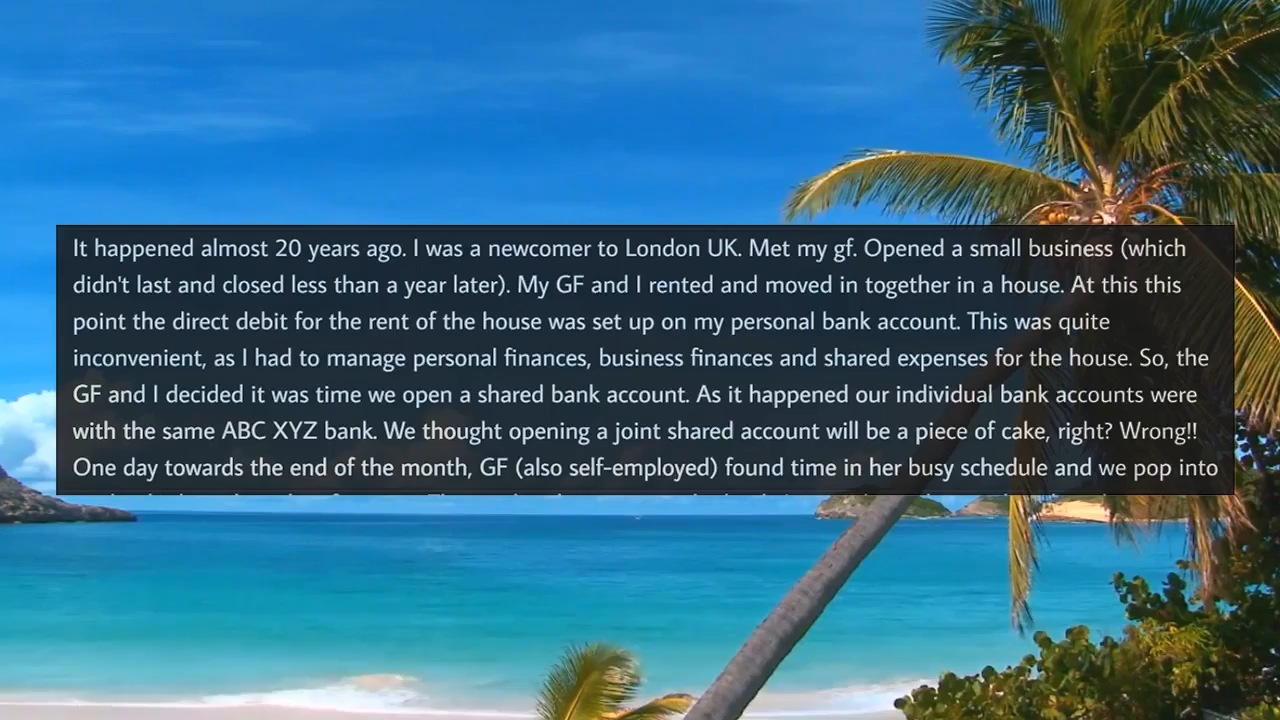 It happened almost 20 years ago. I was a newcomer to London UK. Met my gf. Opened a small business (which
didn't last and closed less than a year later). My GF and I rented and moved in together in a house. At this this
point the direct debit for the rent of the house was set up on my personal bank account. This was quite
inconvenient, as I had to manage personal finances, business finances and shared expenses for the house. So, the
GF and I decided it was time we open a shared bank account. As it happened our individual bank accounts were
with the same ABC XYZ bank. We thought opening a joint shared account will be a piece of cake, right? Wrong!!
One day towards the end of the month, GF (also self-employed) found time in her busy schedule and we pop into